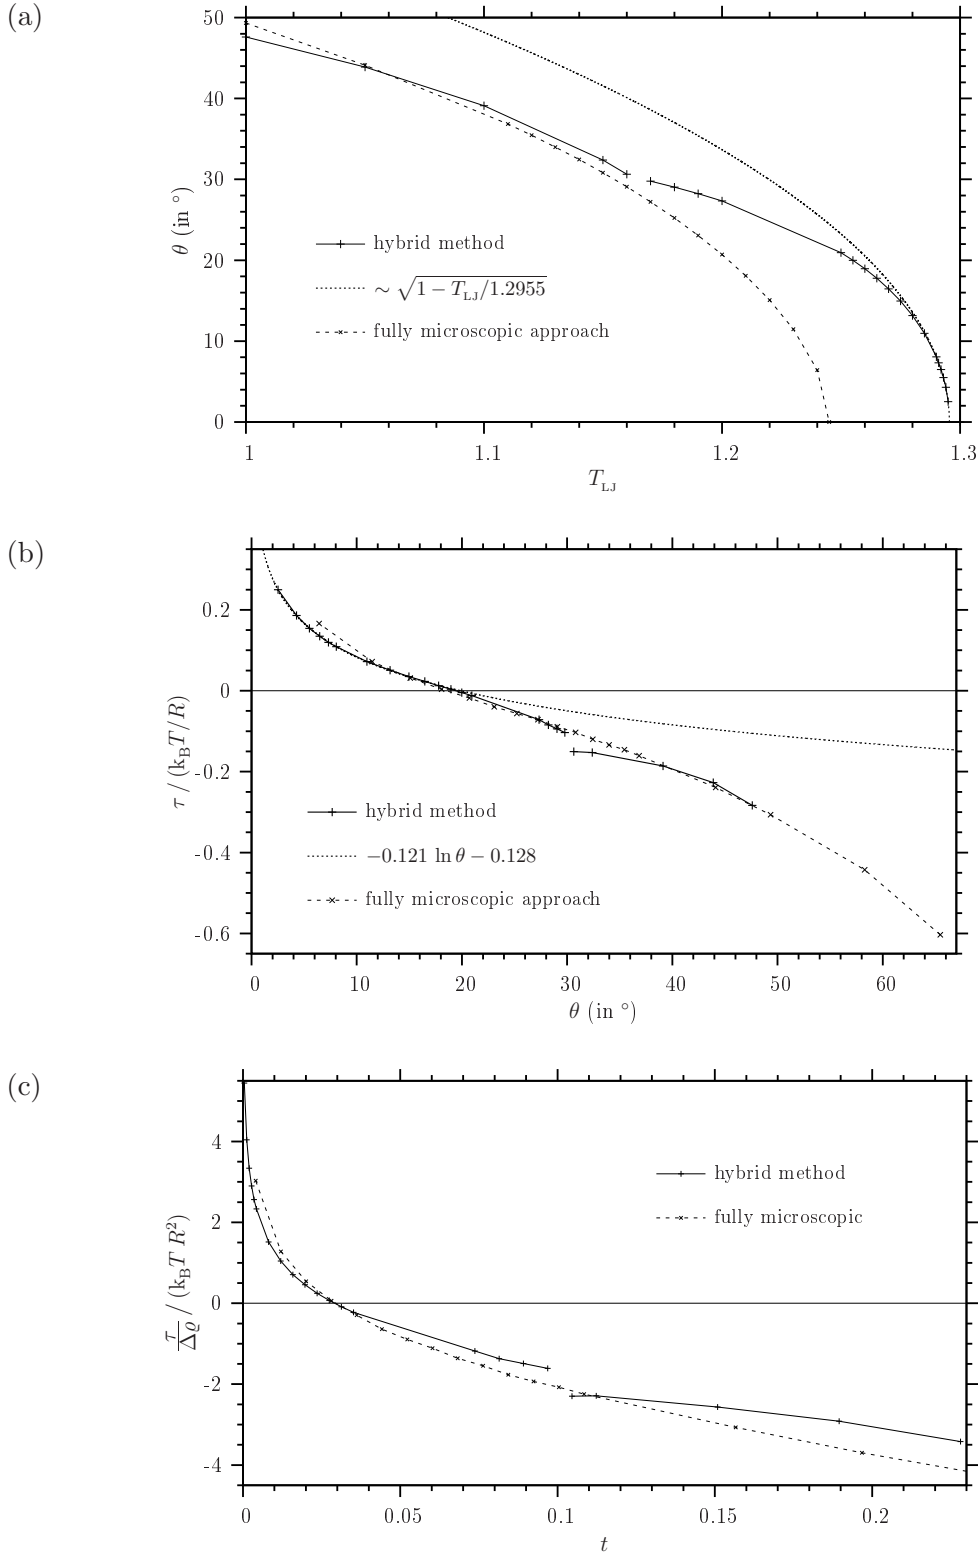 (a)
50
40
30
20
10
0
θ (in °)
hybrid method
∼ √1 − T_LJ/1.2955
fully microscopic approach
1 1.1 1.2 1.3
T_LJ
(b)
0.2
0
-0.2
-0.4
-0.6
τ / (k_B T/R)
hybrid method
−0.121 ln θ − 0.128
fully microscopic approach
0 10 20 30 40 50 60
θ (in °)
(c)
4
2
0
-2
-4
τ/Δϱ / (k_B T R²)
hybrid method
fully microscopic
0 0.05 0.1 0.15 0.2
t